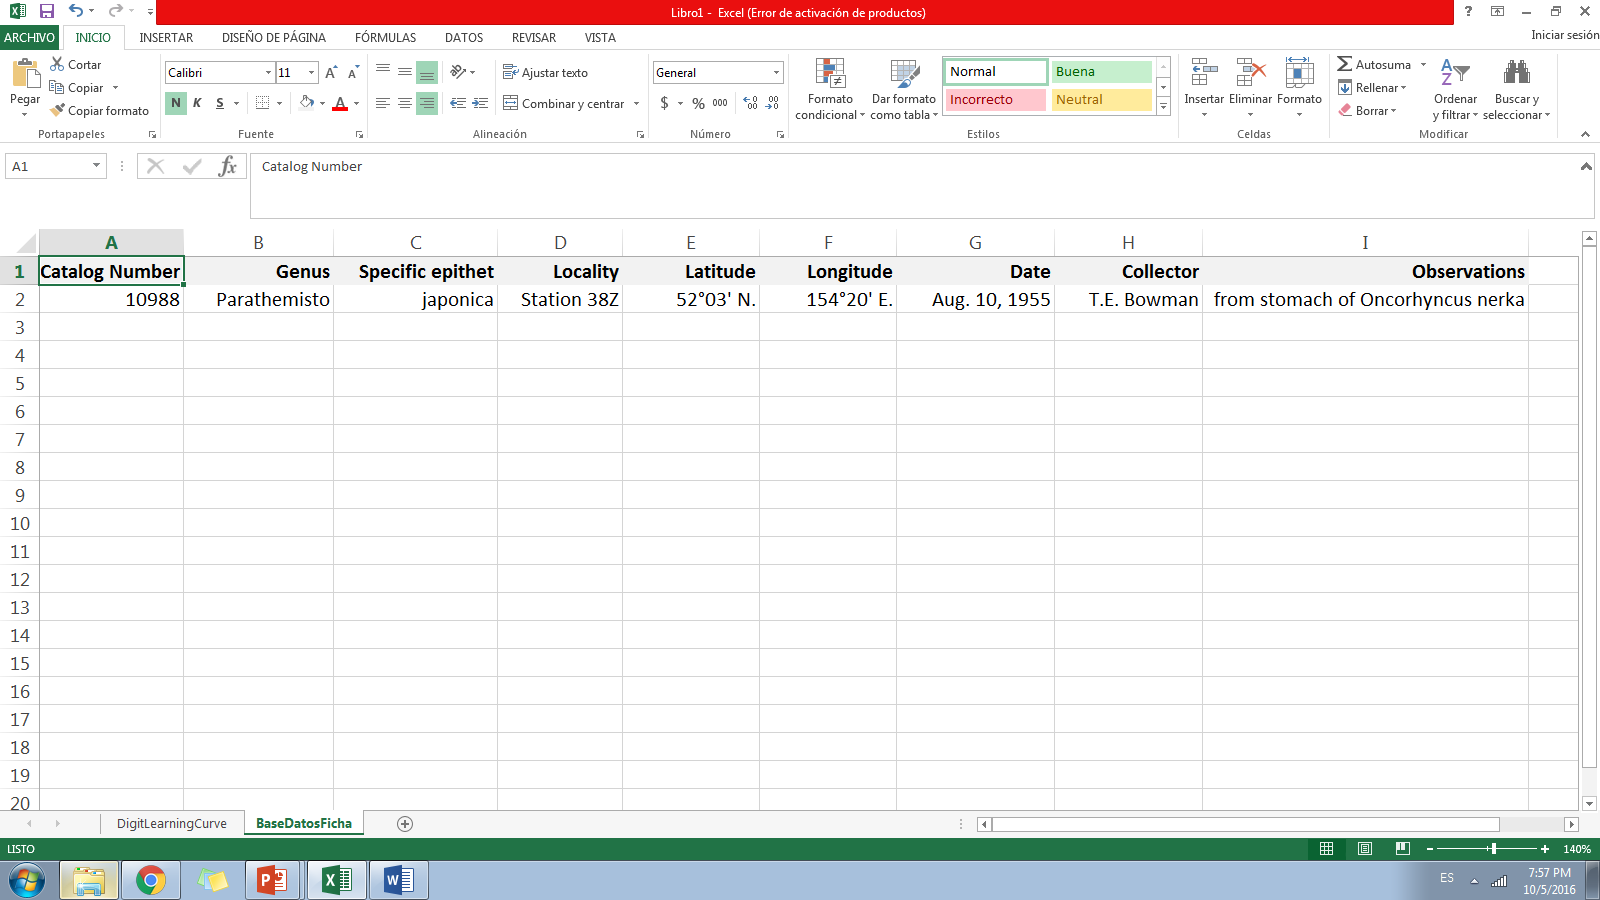 Libro1 - Excel (Error de activación de productos)
?
ARCHIVO INICIO INSERTAR DISEÑO DE PÁGINA FÓRMULAS DATOS REVISAR VISTA Iniciar sesión
Pegar Cortar Copiar Copiar formato Portapapeles
Calibri 11 A A N K S A Fuente
Ajustar texto Combinar y centrar Alineación
General $ % 000 Número
Formato condicional Dar formato como tabla Normal Buena Incorrecto Neutral Estilos
Insertar Eliminar Formato Celdas
Autosuma Rellenar Borrar Ordenar y filtrar Buscar y seleccionar Modificar
A1 fx Catalog Number
A B C D E F G H I
1 Catalog Number Genus Specific epithet Locality Latitude Longitude Date Collector Observations
2 10988 Parathemisto japonica Station 38Z 52°03' N. 154°20' E. Aug. 10, 1955 T.E. Bowman from stomach of Oncorhyncus nerka
3
4
5
6
7
8
9
10
11
12
13
14
15
16
17
18
19
20
DigitLearningCurve BaseDatosFicha
LISTO 140%
ES 7:57 PM
10/5/2016